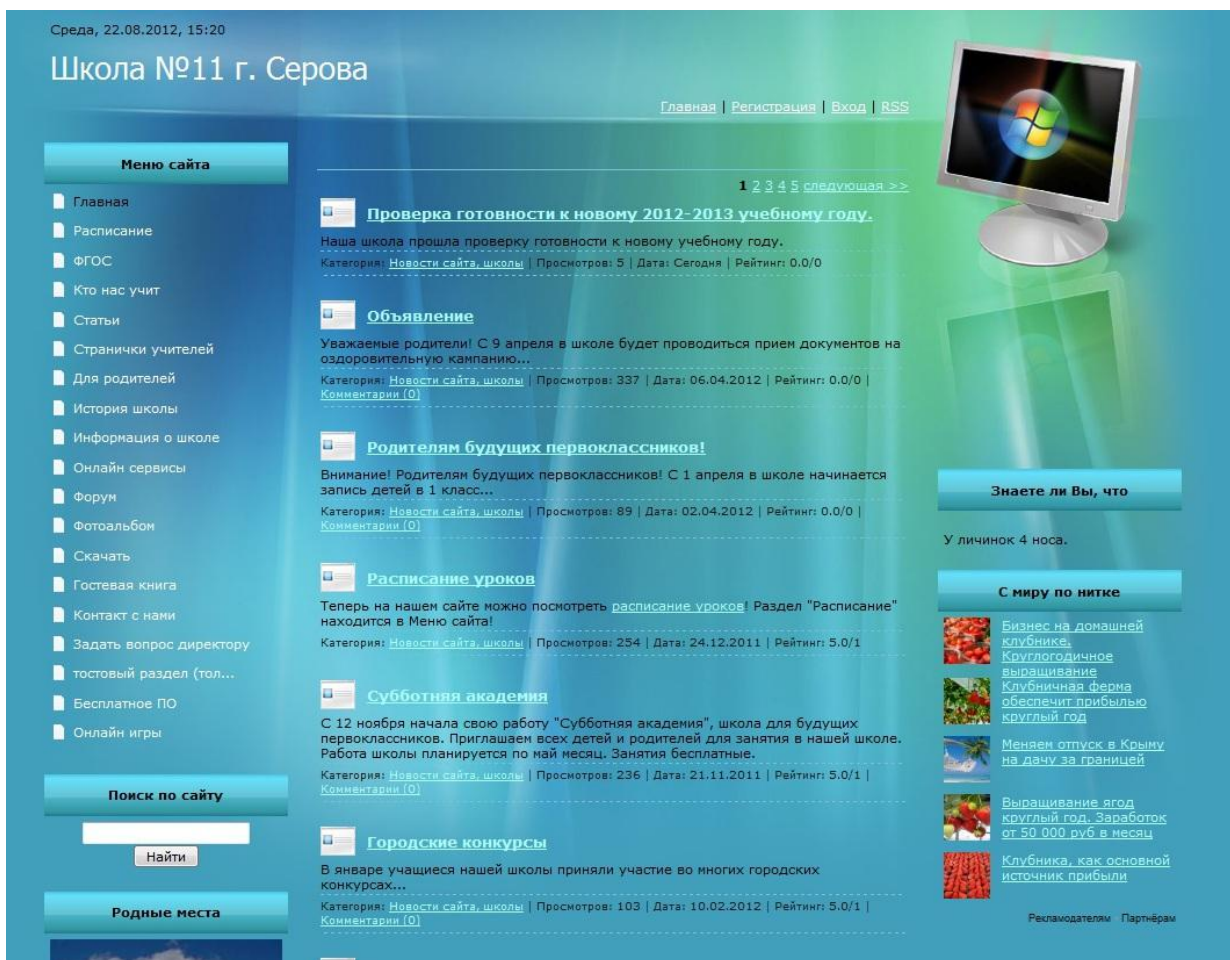 Среда, 22.08.2012, 15:20
Школа №11 г. Серова
Главная | Регистрация | Вход | RSS
Меню сайта
Главная
Расписание
ФГОС
Кто нас учит
Статьи
Странички учителей
Для родителей
История школы
Информация о школе
Онлайн сервисы
Форум
Фотоальбом
Скачать
Гостевая книга
Контакт с нами
Задать вопрос директору
тостовый раздел (тол...
Бесплатное ПО
Онлайн игры
Поиск по сайту
Найти
Родные места
1 2 3 4 5 следующая >>
Проверка готовности к новому 2012-2013 учебному году.
Наша школа прошла проверку готовности к новому учебному году.
Категория: Новости сайта, школы | Просмотров: 5 | Дата: Сегодня | Рейтинг: 0.0/0
Объявление
Уважаемые родители! С 9 апреля в школе будет проводиться прием документов на
оздоровительную кампанию...
Категория: Новости сайта, школы | Просмотров: 337 | Дата: 06.04.2012 | Рейтинг: 0.0/0 |
Комментарии (0)
Родителям будущих первоклассников!
Внимание! Родителям будущих первоклассников! С 1 апреля в школе начинается
запись детей в 1 класс...
Категория: Новости сайта, школы | Просмотров: 89 | Дата: 02.04.2012 | Рейтинг: 0.0/0 |
Комментарии (0)
Расписание уроков
Теперь на нашем сайте можно посмотреть расписание уроков! Раздел "Расписание"
находится в Меню сайта!
Категория: Новости сайта, школы | Просмотров: 254 | Дата: 24.12.2011 | Рейтинг: 5.0/1
Субботняя академия
С 12 ноября начала свою работу "Субботняя академия", школа для будущих
первоклассников. Приглашаем всех детей и родителей для занятия в нашей школе.
Работа школы планируется по май месяц. Занятия бесплатные.
Категория: Новости сайта, школы | Просмотров: 236 | Дата: 21.11.2011 | Рейтинг: 5.0/1 |
Комментарии (0)
Городские конкурсы
В январе учащиеся нашей школы приняли участие во многих городских
конкурсах...
Категория: Новости сайта, школы | Просмотров: 103 | Дата: 10.02.2012 | Рейтинг: 5.0/1 |
Комментарии (0)
Знаете ли Вы, что
У личинок 4 носа.
С миру по нитке
Бизнес на домашней
клубнике.
Круглогодичное
выращивание
Клубничная ферма
обеспечит прибылью
круглый год
Меняем отпуск в Крыму
на дачу за границей
Выращивание ягод
круглый год. Заработок
от 50 000 руб в месяц
Клубника, как основной
источник прибыли
Рекламодателям Партнёрам